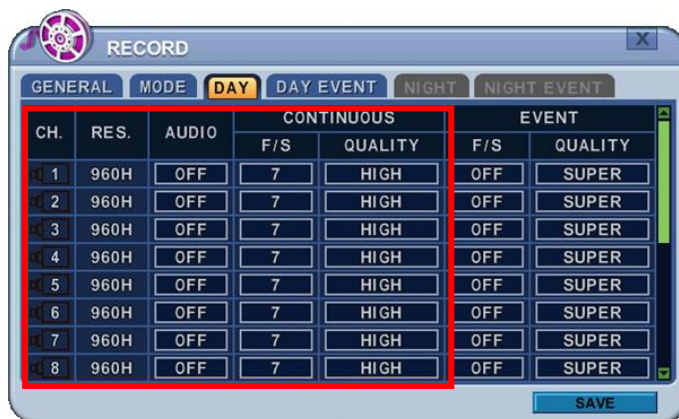 RECORD X
GENERAL MODE DAY DAY EVENT NIGHT NIGHT EVENT
CH. RES. AUDIO CONTINUOUS EVENT
F/S QUALITY F/S QUALITY
1 960H OFF 7 HIGH OFF SUPER
2 960H OFF 7 HIGH OFF SUPER
3 960H OFF 7 HIGH OFF SUPER
4 960H OFF 7 HIGH OFF SUPER
5 960H OFF 7 HIGH OFF SUPER
6 960H OFF 7 HIGH OFF SUPER
7 960H OFF 7 HIGH OFF SUPER
8 960H OFF 7 HIGH OFF SUPER
SAVE